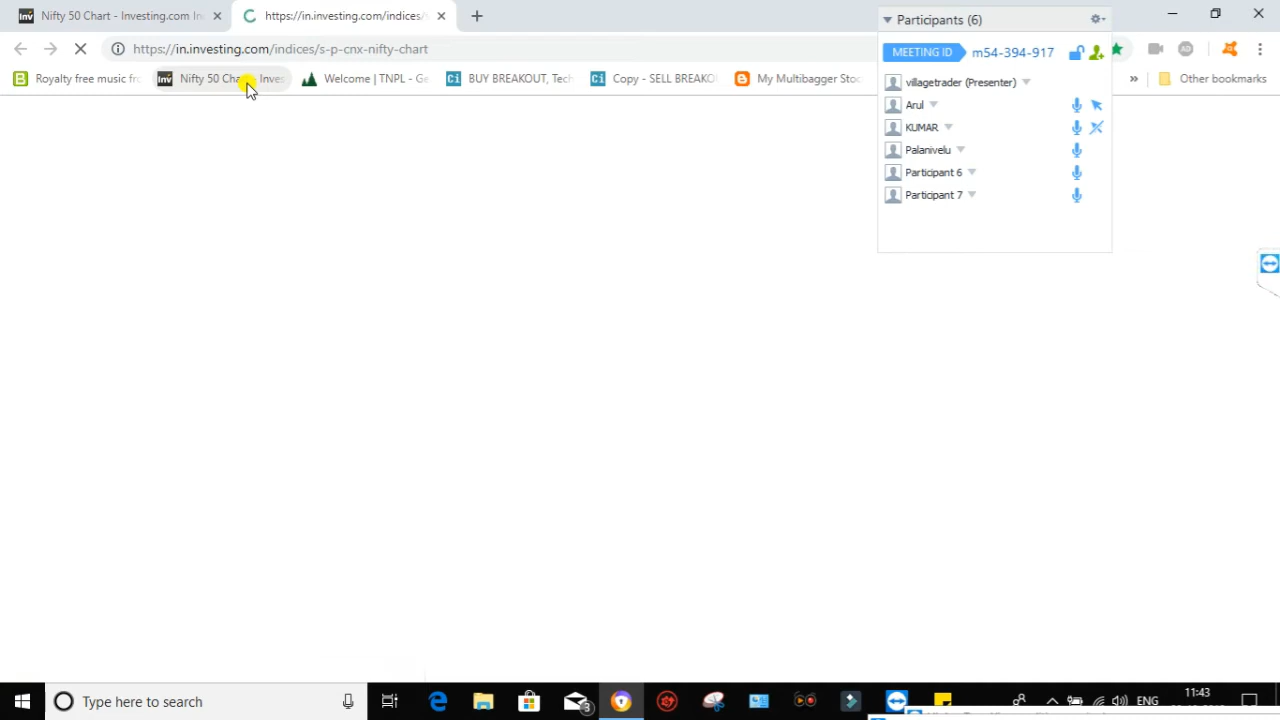 Nifty 50 Chart - Investing.com In
https://in.investing.com/indices/
Participants (6)
https://in.investing.com/indices/s-p-cnx-nifty-chart
MEETING ID m54-394-917
Royalty free music fr
Nifty 50 Ch Inves
Welcome | TNPL - Ge
BUY BREAKOUT, Tech
Copy - SELL BREAKO
My Multibagger Stoc
» Other bookmarks
villagetrader (Presenter)
Arul
KUMAR
Palanivelu
Participant 6
Participant 7
Type here to search
3
ENG
11:43